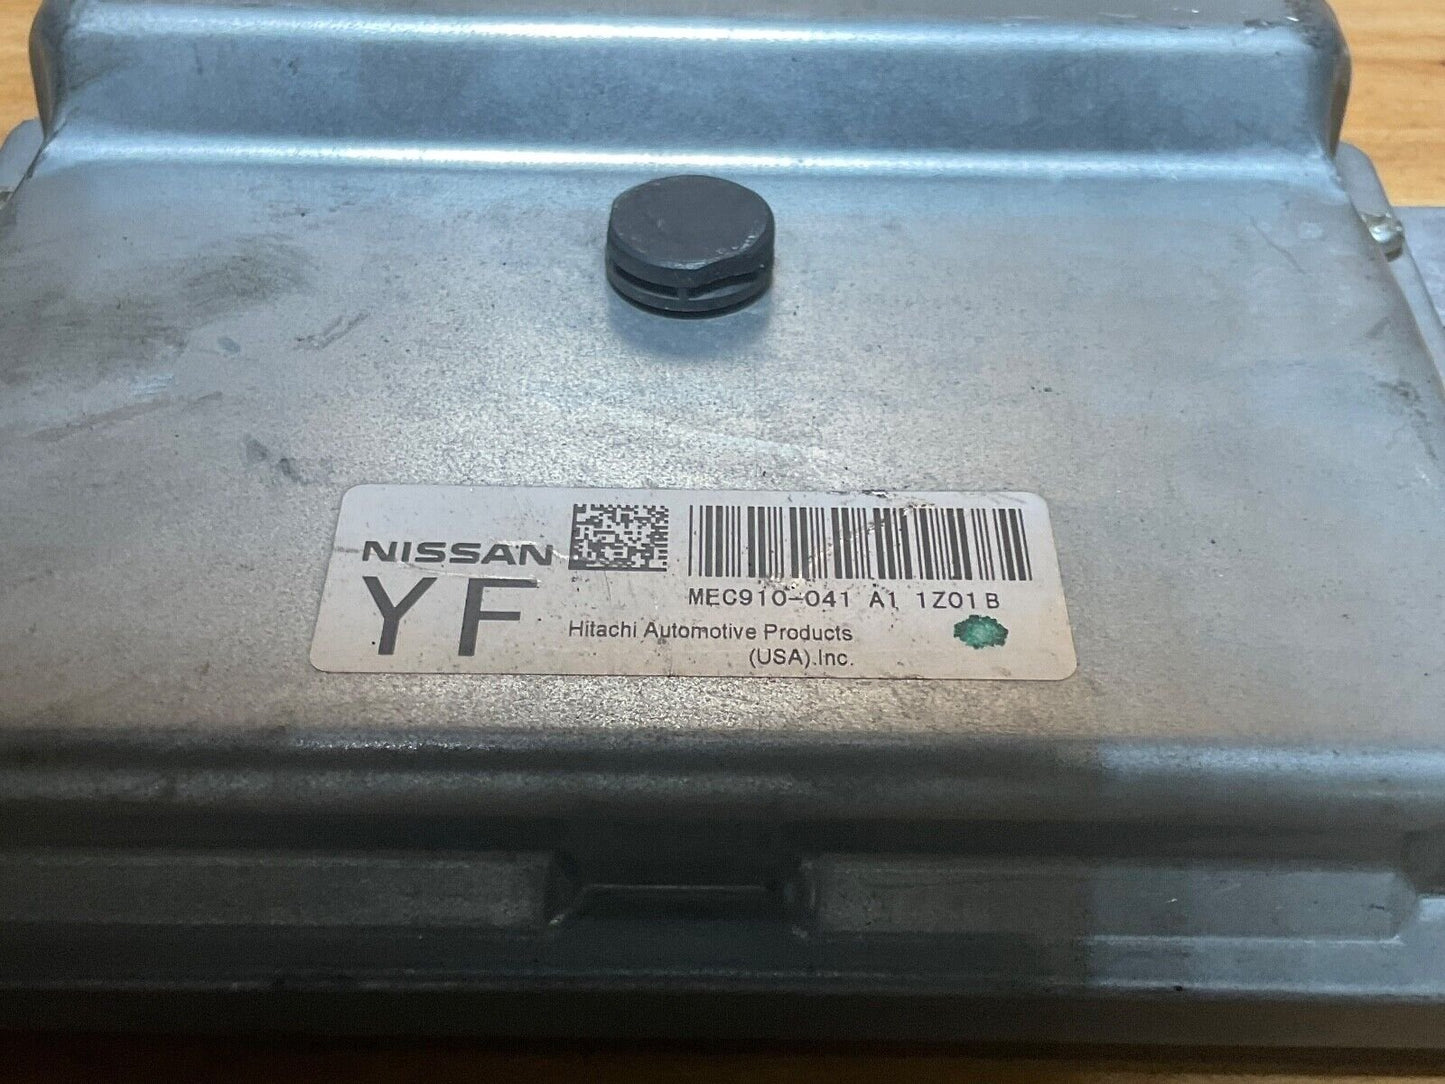 NISSAN
YF
MEC910-041 A1 1Z01B
Hitachi Automotive Products
(USA).Inc.